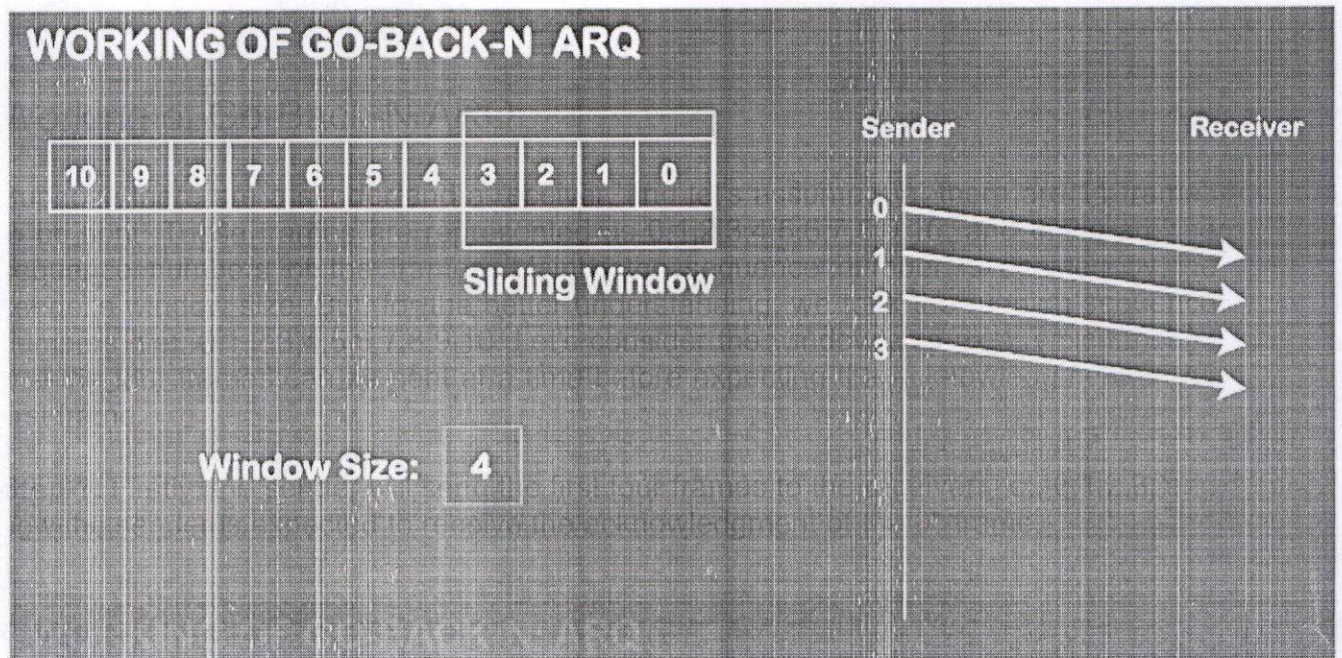 WORKING OF GO-BACK-N ARQ
10 9 8 7 6 5 4 3 2 1 0
Sliding Window
Window Size: 4
Sender Receiver
0
1
2
3